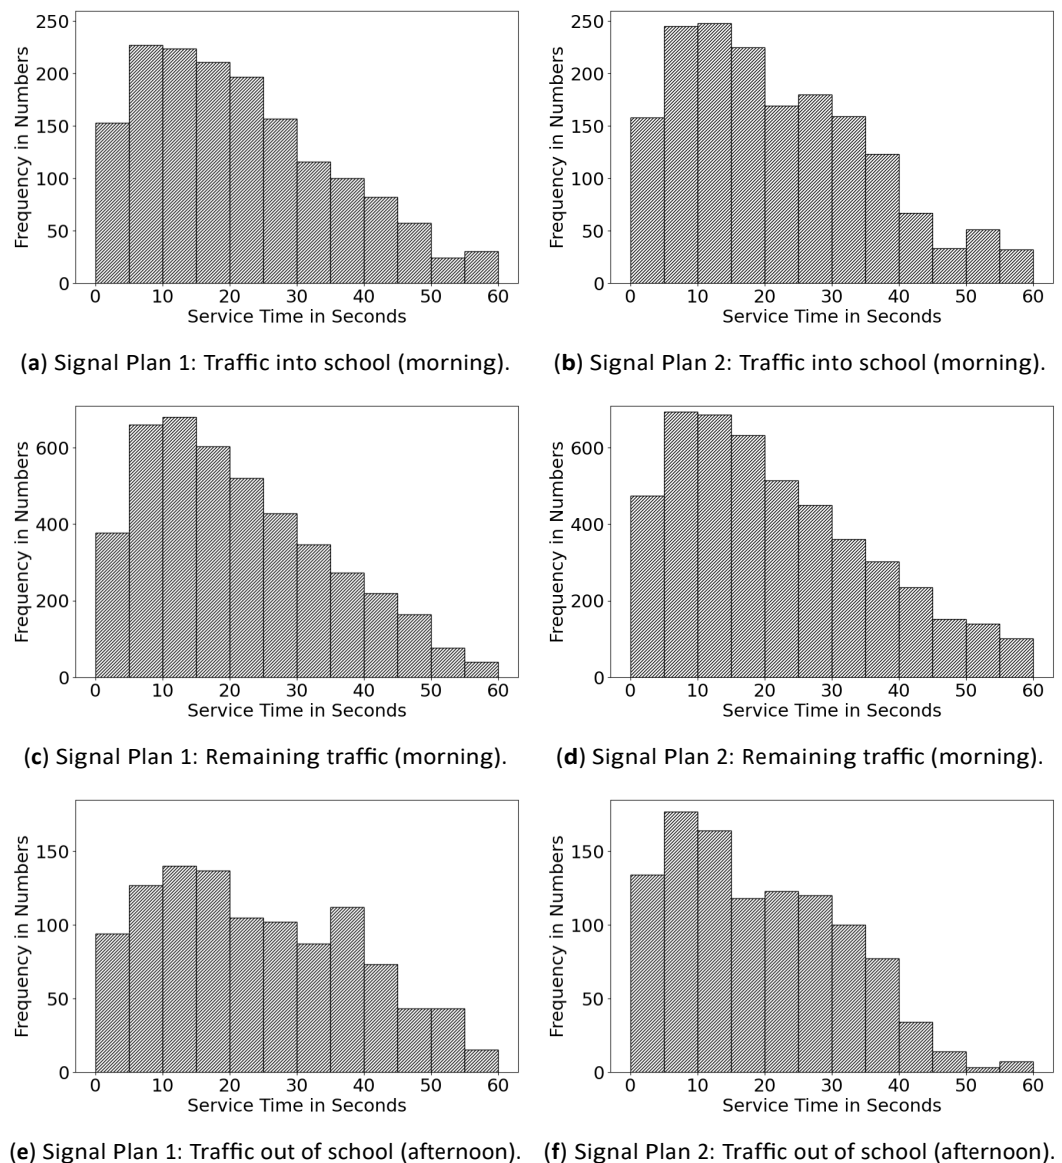 250
200
150
100
50
0
Frequency in Numbers
0 10 20 30 40 50 60
Service Time in Seconds
(a) Signal Plan 1: Traffic into school (morning).
250
200
150
100
50
0
Frequency in Numbers
0 10 20 30 40 50 60
Service Time in Seconds
(b) Signal Plan 2: Traffic into school (morning).
600
400
200
0
Frequency in Numbers
0 10 20 30 40 50 60
Service Time in Seconds
(c) Signal Plan 1: Remaining traffic (morning).
600
400
200
0
Frequency in Numbers
0 10 20 30 40 50 60
Service Time in Seconds
(d) Signal Plan 2: Remaining traffic (morning).
150
100
50
0
Frequency in Numbers
0 10 20 30 40 50 60
Service Time in Seconds
(e) Signal Plan 1: Traffic out of school (afternoon).
150
100
50
0
Frequency in Numbers
0 10 20 30 40 50 60
Service Time in Seconds
(f) Signal Plan 2: Traffic out of school (afternoon).